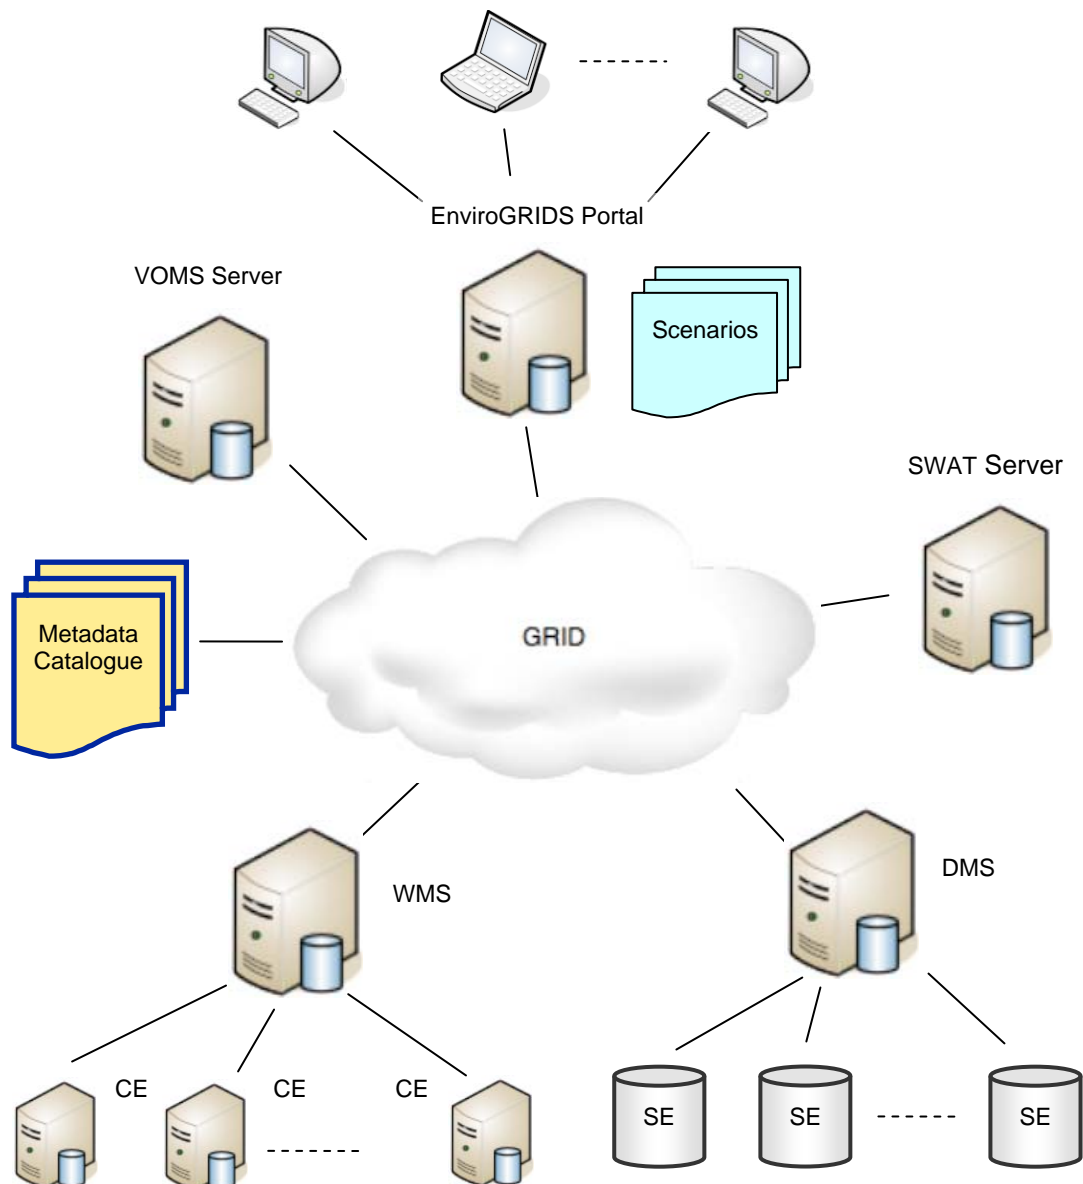 EnviroGRIDS Portal
VOMS Server
Scenarios
SWAT Server
Metadata
Catalogue
GRID
WMS
DMS
CE
CE
CE
SE
SE
SE